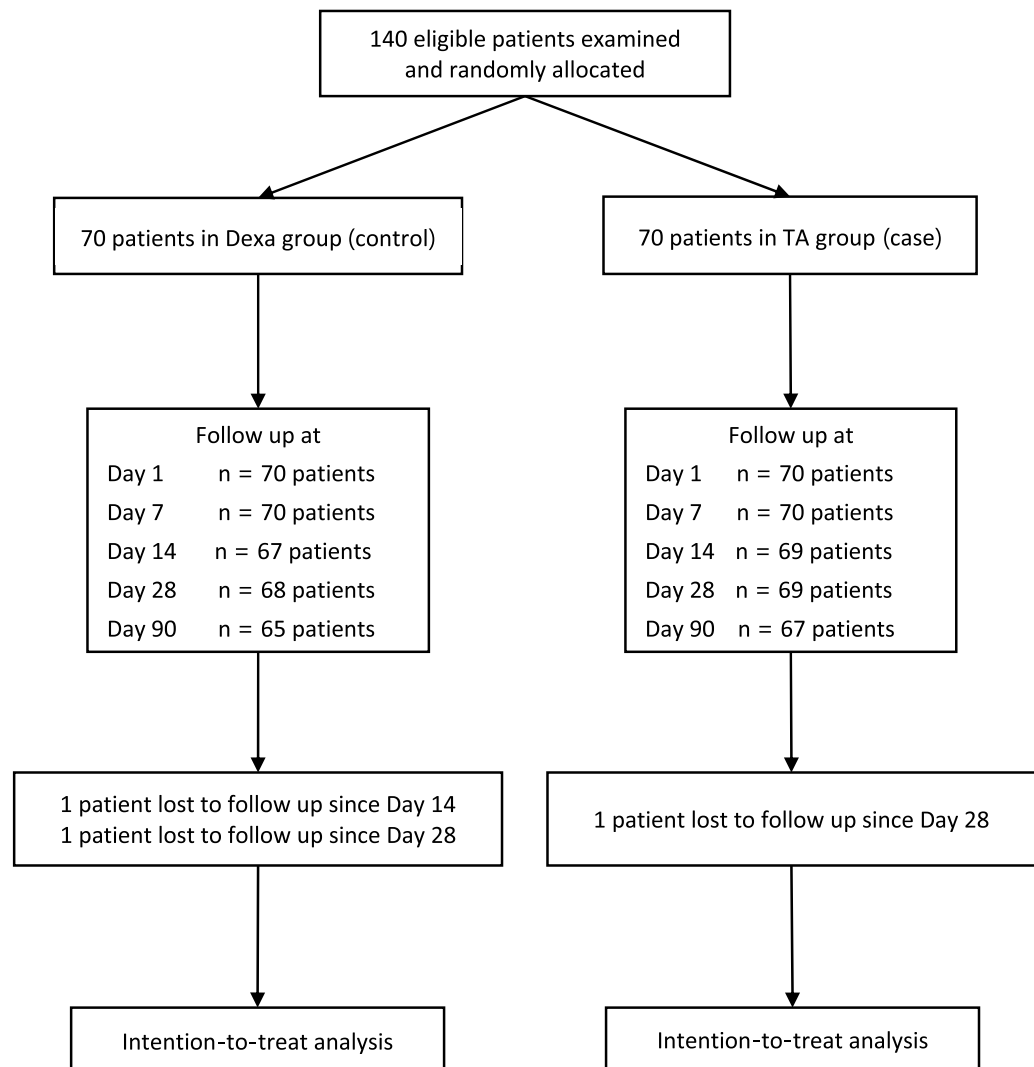 140 eligible patients examined
and randomly allocated
70 patients in Dexa group (control)
70 patients in TA group (case)
Follow up at
Day 1 n = 70 patients
Day 7 n = 70 patients
Day 14 n = 67 patients
Day 28 n = 68 patients
Day 90 n = 65 patients
Follow up at
Day 1 n = 70 patients
Day 7 n = 70 patients
Day 14 n = 69 patients
Day 28 n = 69 patients
Day 90 n = 67 patients
1 patient lost to follow up since Day 14
1 patient lost to follow up since Day 28
1 patient lost to follow up since Day 28
Intention-to-treat analysis
Intention-to-treat analysis